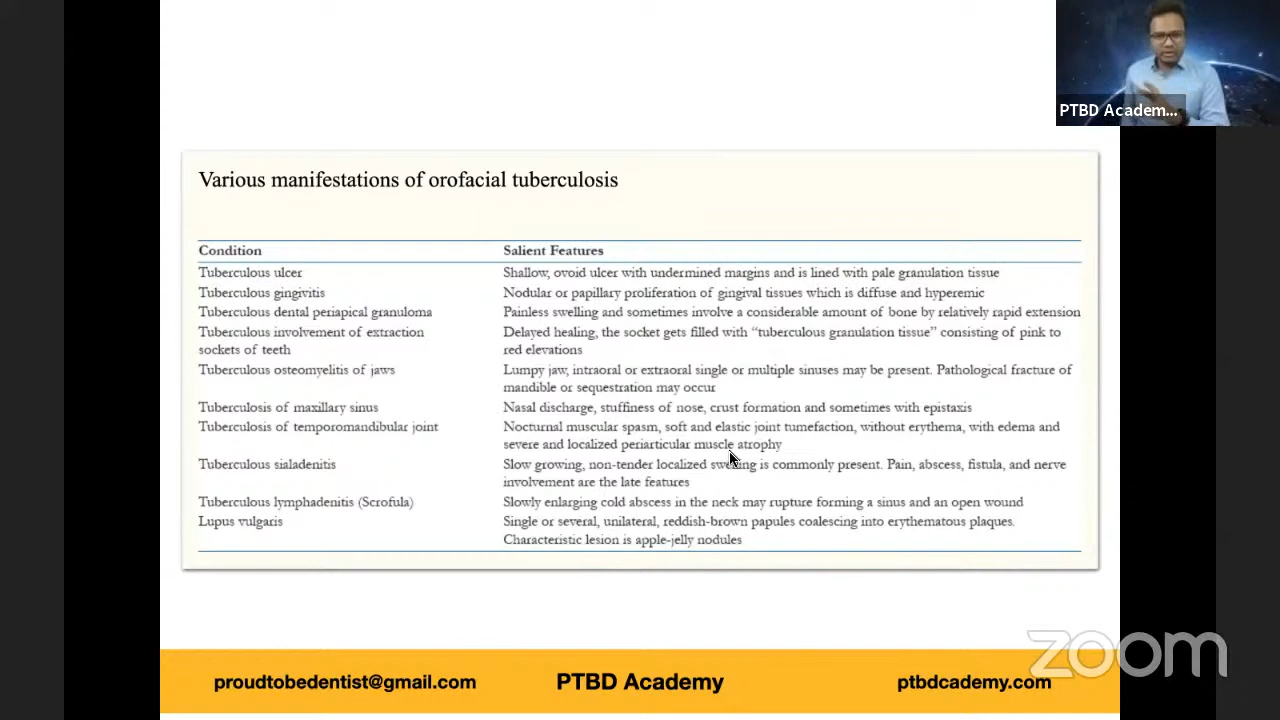 PTBD Academ...
Various manifestations of orofacial tuberculosis
Condition Salient Features
Tuberculous ulcer Shallow, ovoid ulcer with undermined margins and is lined with pale granulation tissue
Tuberculous gingivitis Nodular or papillary proliferation of gingival tissues which is diffuse and hyperemic
Tuberculous dental periapical granuloma Painless swelling and sometimes involve a considerable amount of bone by relatively rapid extension
Tuberculous involvement of extraction Delayed healing, the socket gets filled with “tuberculous granulation tissue” consisting of pink to
sockets of teeth red elevations
Tuberculous osteomyelitis of jaws Lumpy jaw, intraoral or extraoral single or multiple sinuses may be present. Pathological fracture of
mandible or sequestration may occur
Tuberculosis of maxillary sinus Nasal discharge, stuffiness of nose, crust formation and sometimes with epistaxis
Tuberculosis of temporomandibular joint Nocturnal muscular spasm, soft and elastic joint tumefaction, without erythema, with edema and
severe and localized periarticular muscle atrophy
Tuberculous sialadenitis Slow growing, non-tender localized swelling is commonly present. Pain, abscess, fistula, and nerve
involvement are the late features
Tuberculous lymphadenitis (Scrofula) Slowly enlarging cold abscess in the neck may rupture forming a sinus and an open wound
Lupus vulgaris Single or several, unilateral, reddish-brown papules coalescing into erythematous plaques.
Characteristic lesion is apple-jelly nodules
zoom
proudtobedentist@gmail.com PTBD Academy ptbdcademy.com